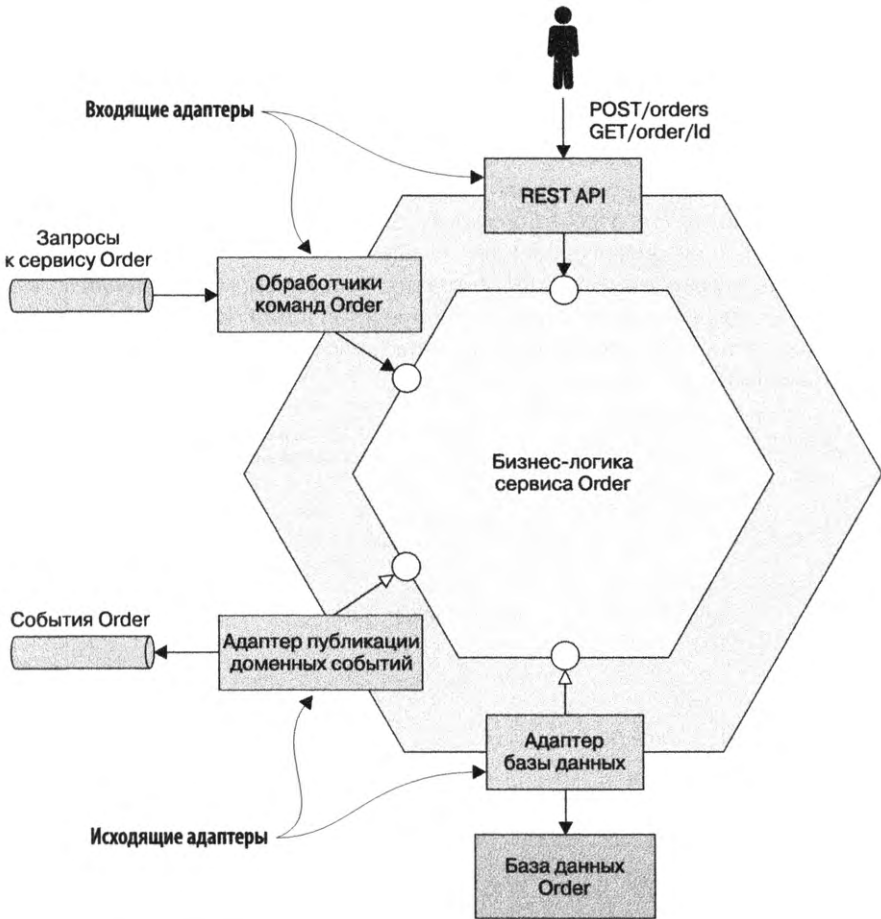 POST/orders
GET/order/Id
Входящие адаптеры
REST API
Запросы
к сервису Order
Обработчики
команд Order
Бизнес-логика
сервиса Order
События Order
Адаптер публикации
доменных событий
Адаптер
базы данных
Исходящие адаптеры
База данных
Order